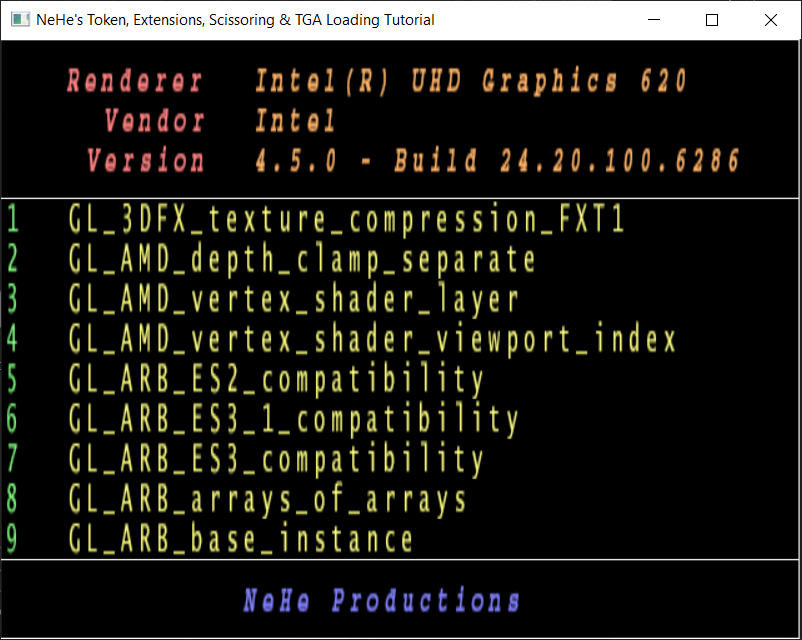 NeHe's Token, Extensions, Scissoring & TGA Loading Tutorial
Renderer Intel(R) UHD Graphics 620
Vendor Intel
Version 4.5.0 - Build 24.20.100.6286
1 GL_3DFX_texture_compression_FXT1
2 GL_AMD_depth_clamp_separate
3 GL_AMD_vertex_shader_layer
4 GL_AMD_vertex_shader_viewport_index
5 GL_ARB_ES2_compatibility
6 GL_ARB_ES3_1_compatibility
7 GL_ARB_ES3_compatibility
8 GL_ARB_arrays_of_arrays
9 GL_ARB_base_instance
NeHe Productions